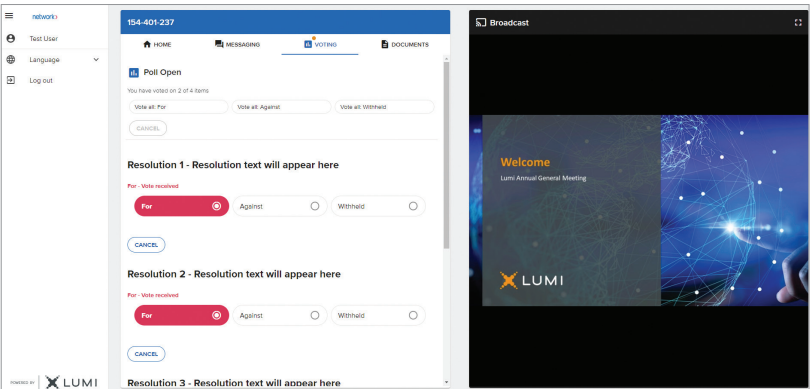 networkx
Test User
Language
Log out
POWERED BY LUMI
154-401-237
HOME MESSAGING VOTING DOCUMENTS
Poll Open
You have voted on 2 of 4 items
Vote all: For Vote all: Against Vote all: Withheld
CANCEL
Resolution 1 - Resolution text will appear here
For - Vote received
For Against Withheld
CANCEL
Resolution 2 - Resolution text will appear here
For - Vote received
For Against Withheld
CANCEL
Resolution 3 - Resolution text will appear here
Broadcast
Welcome
Lumi Annual General Meeting
LUMI